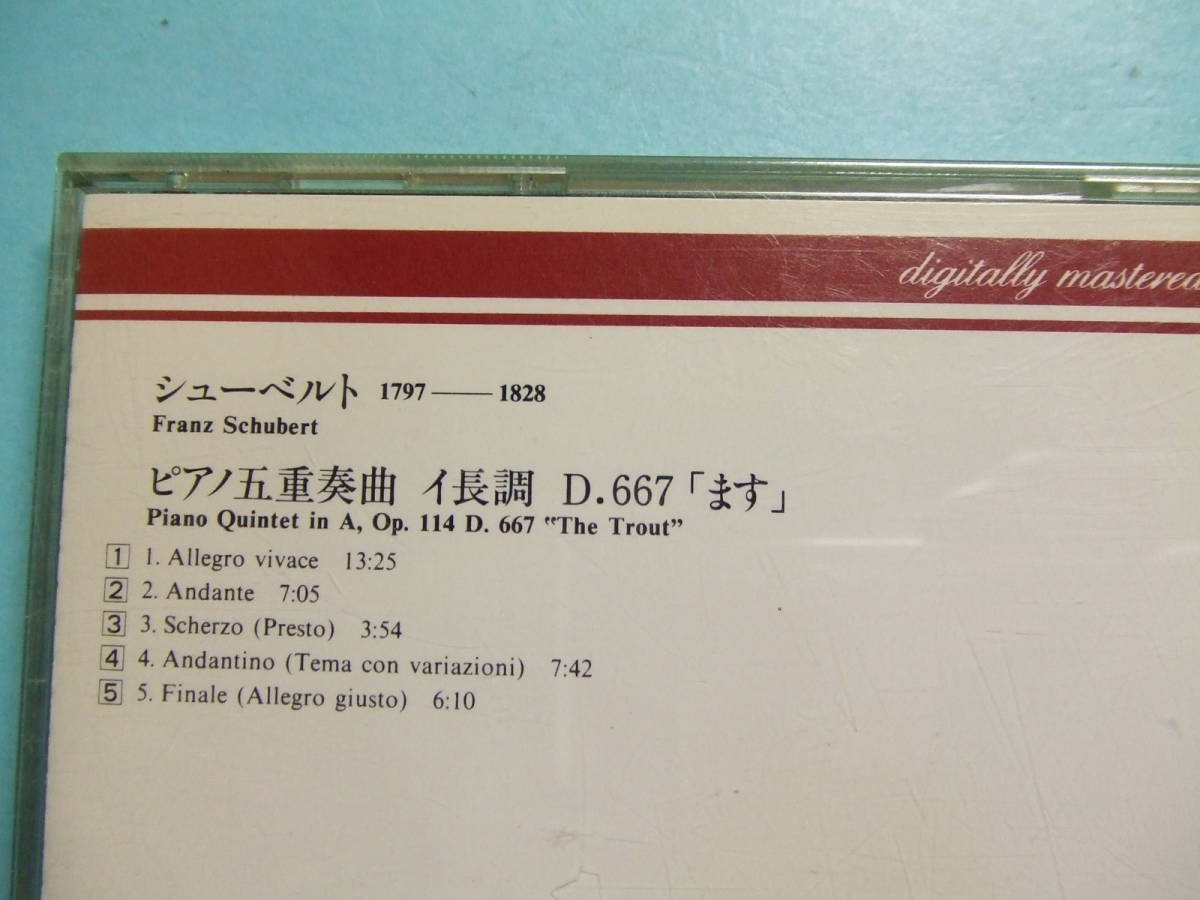 digitally mastered
シューベルト 1797 —— 1828
Franz Schubert
ピアノ五重奏曲 イ長調 D.667「ます」
Piano Quintet in A, Op. 114 D. 667 “The Trout”
1 1. Allegro vivace 13:25
2 2. Andante 7:05
3 3. Scherzo (Presto) 3:54
4 4. Andantino (Tema con variazioni) 7:42
5 5. Finale (Allegro giusto) 6:10